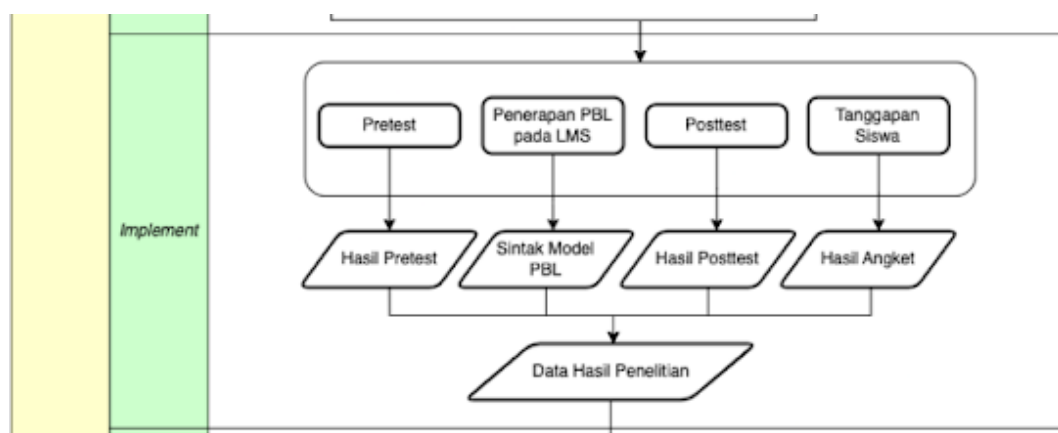 Pretest
Penerapan PBL
pada LMS
Posttest
Tanggapan
Siswa
Implement
Hasil Pretest
Sintak Model
PBL
Hasil Posttest
Hasil Angket
Data Hasil Penelitian